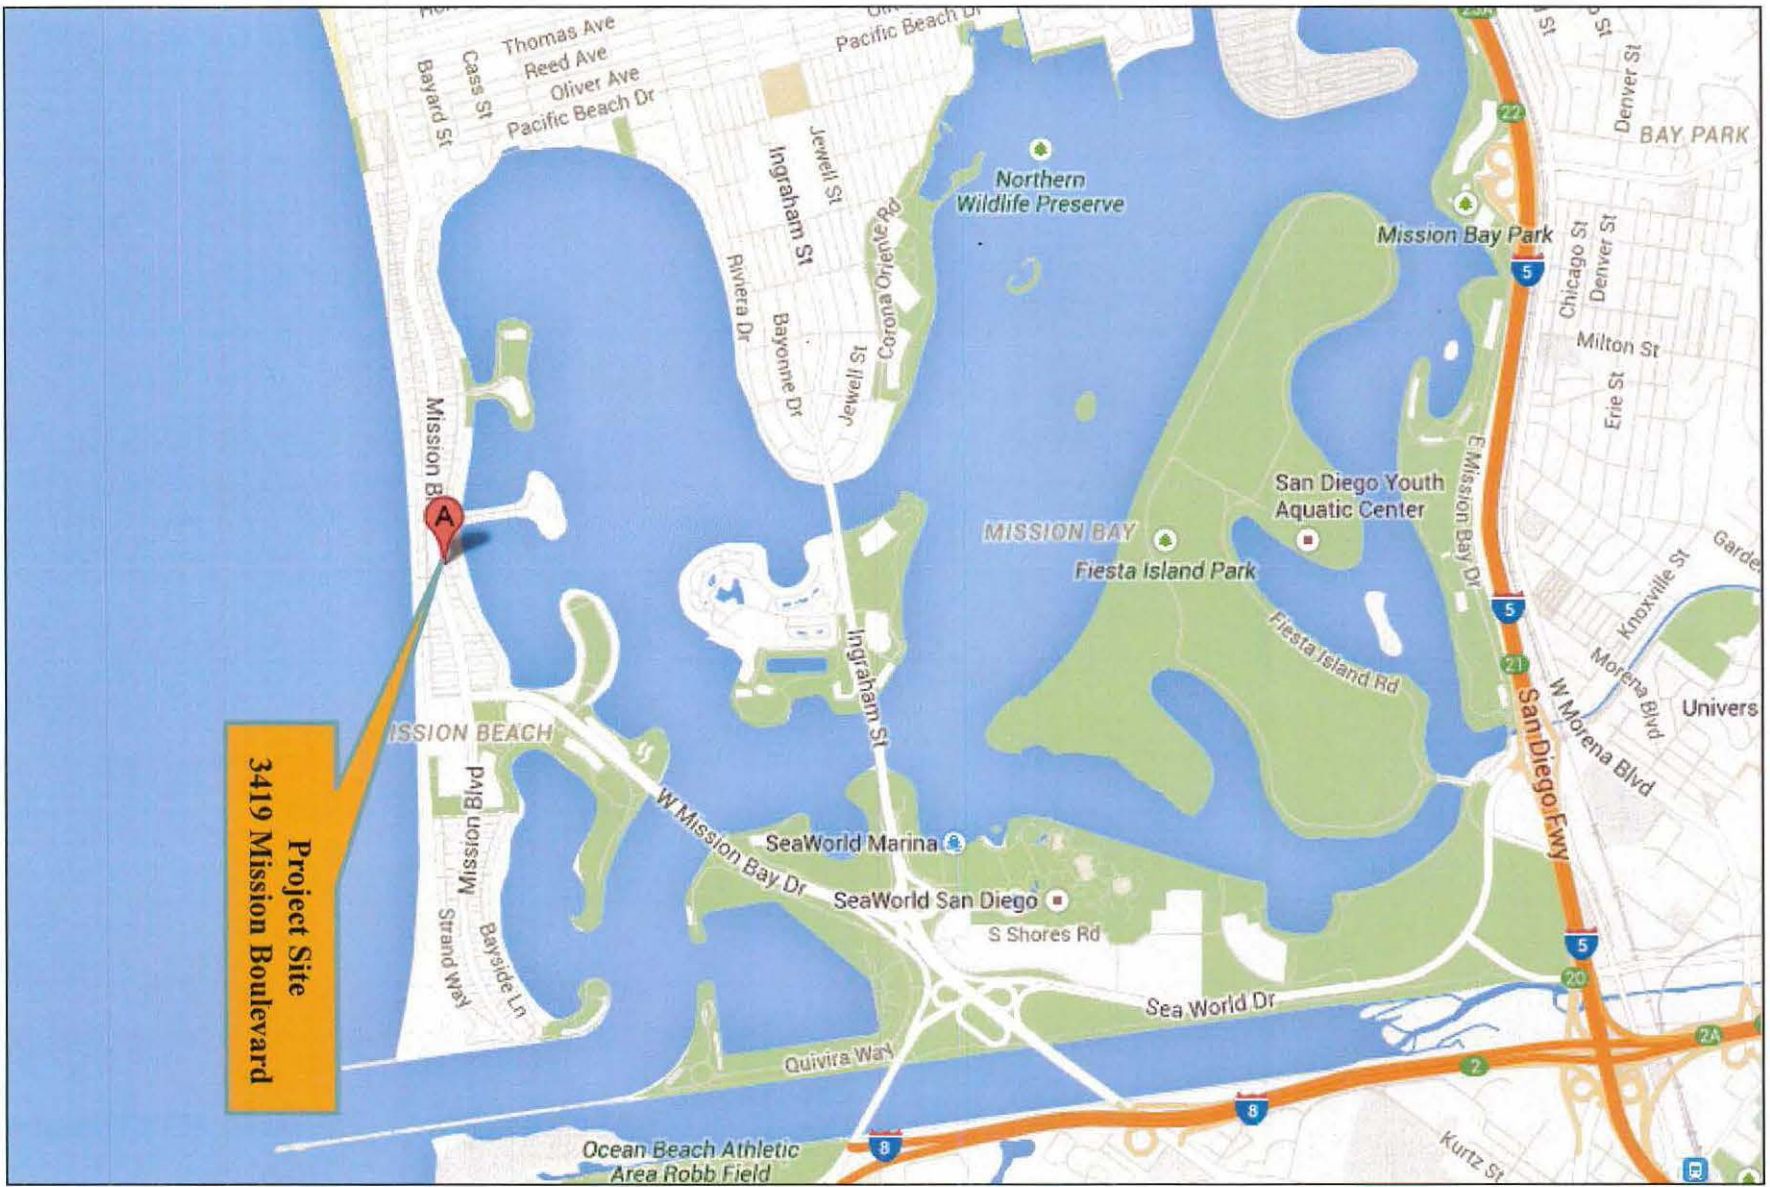 Thomas Ave
Pacific Beach Dr
Reed Ave
Cass St
Bayard St
Oliver Ave
Pacific Beach Dr
Denver St
22
BAY PARK
Jewell St
Ingraham St
Northern
Wildlife Preserve
Corona Oriente Rd
Mission Bay Park
5
Chicago St
Denver St
Riviera Dr
Bayonne Dr
Jewell St
Milton St
Erie St
Mission B
E Mission Bay Dr
San Diego Youth
Aquatic Center
A
MISSION BAY
Fiesta Island Park
Garde
Knoxville St
5
Fiesta Island Rd
Ingraham St
21
Morena Blvd
W Morena Blvd
Univers
San Diego Fwy
ISSION BEACH
Mission Blvd
W Mission Bay Dr
SeaWorld Marina
SeaWorld San Diego
S Shores Rd
Project Site
3419 Mission Boulevard
Strand Way
Bayside Ln
5
20
Sea World Dr
2A
Quivira Way
2
8
8
Ocean Beach Athletic
Area Robb Field
Kurtz St